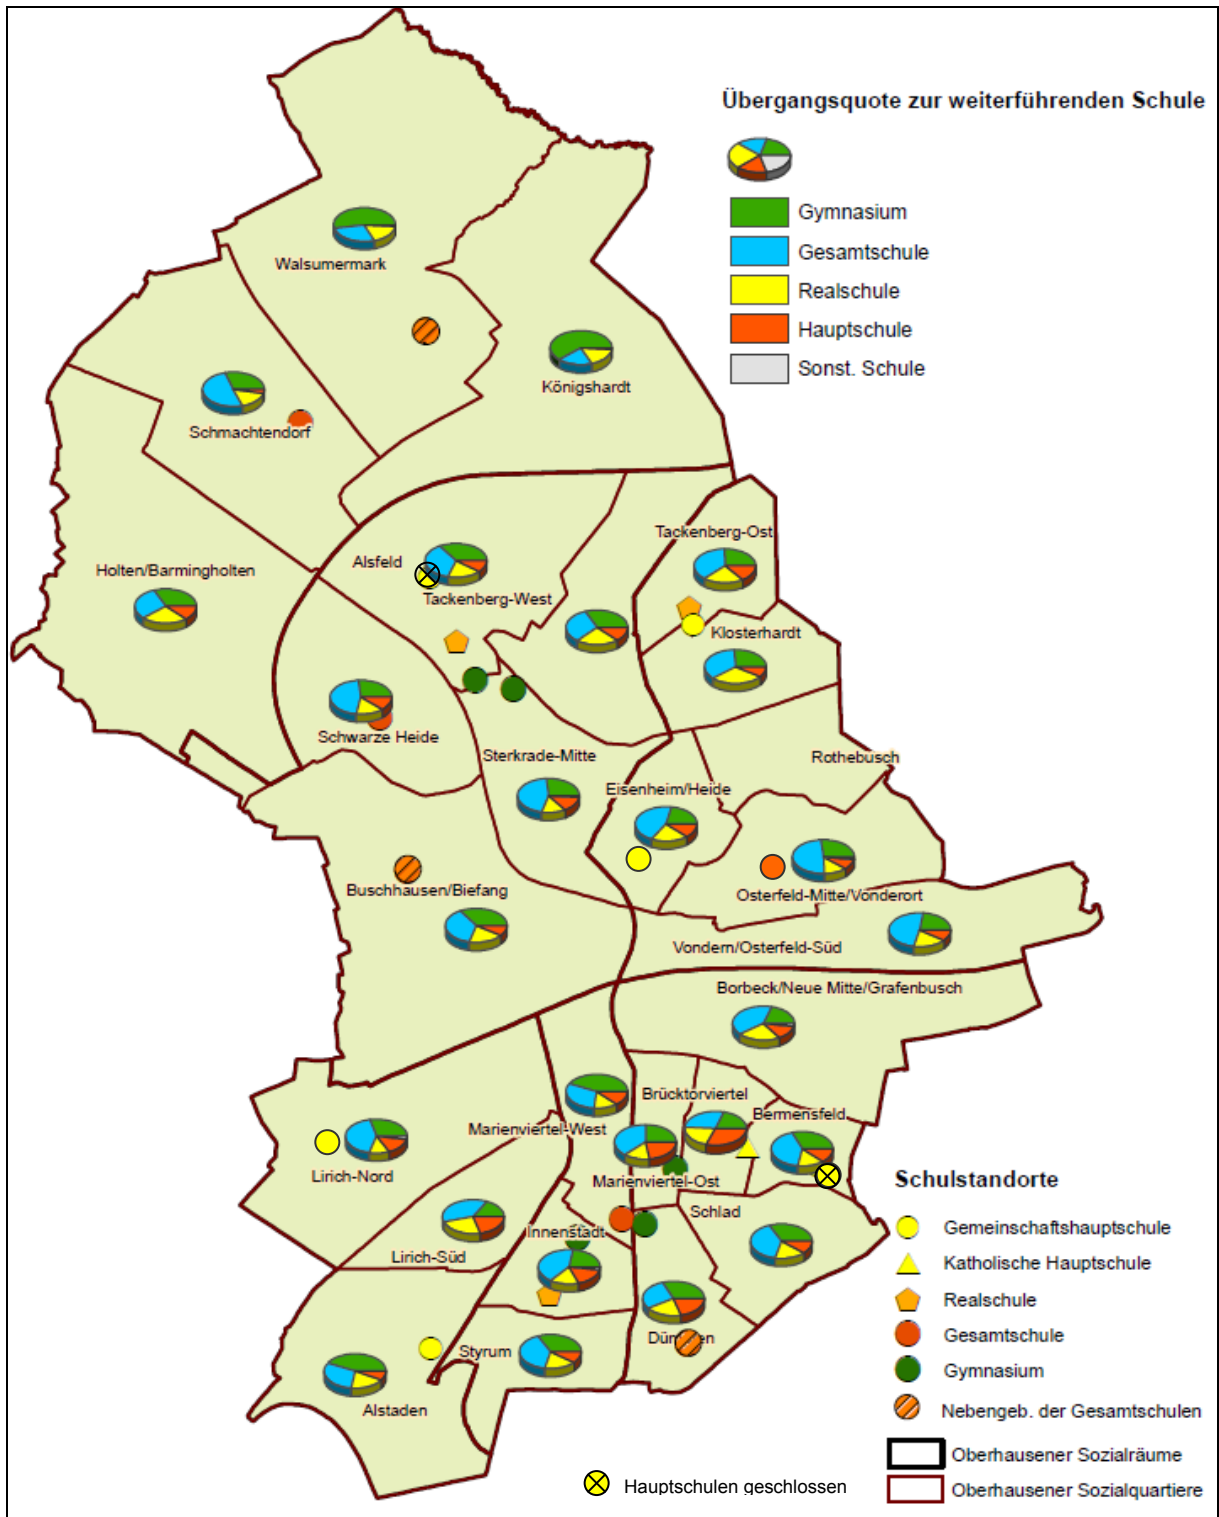 Übergangsquote zur weiterführenden Schule
Gymnasium
Gesamtschule
Realschule
Hauptschule
Sonst. Schule
Walsumermark
Königshardt
Schmachtendorf
Tackenberg-Ost
Alsfeld
Holten/Barmingholten
Tackenberg-West
Klosterhardt
Schwarze Heide
Sterkrade-Mitte
Rothebusch
Eisenheim/Heide
Buschhausen/Biefang
Osterfeld-Mitte/Vonderort
Vondern/Osterfeld-Süd
Borbeck/Neue Mitte/Grafenbusch
Brücktorviertel
Bermensfeld
Marienviertel-West
Lirich-Nord
Marienviertel-Ost
Schlad
Innenstadt
Lirich-Süd
Styrum
Alstaden
Schulstandorte
Gemeinschaftshauptschule
Katholische Hauptschule
Realschule
Gesamtschule
Gymnasium
Nebengeb. der Gesamtschulen
Oberhausener Sozialräume
Oberhausener Sozialquartiere
Hauptschulen geschlossen